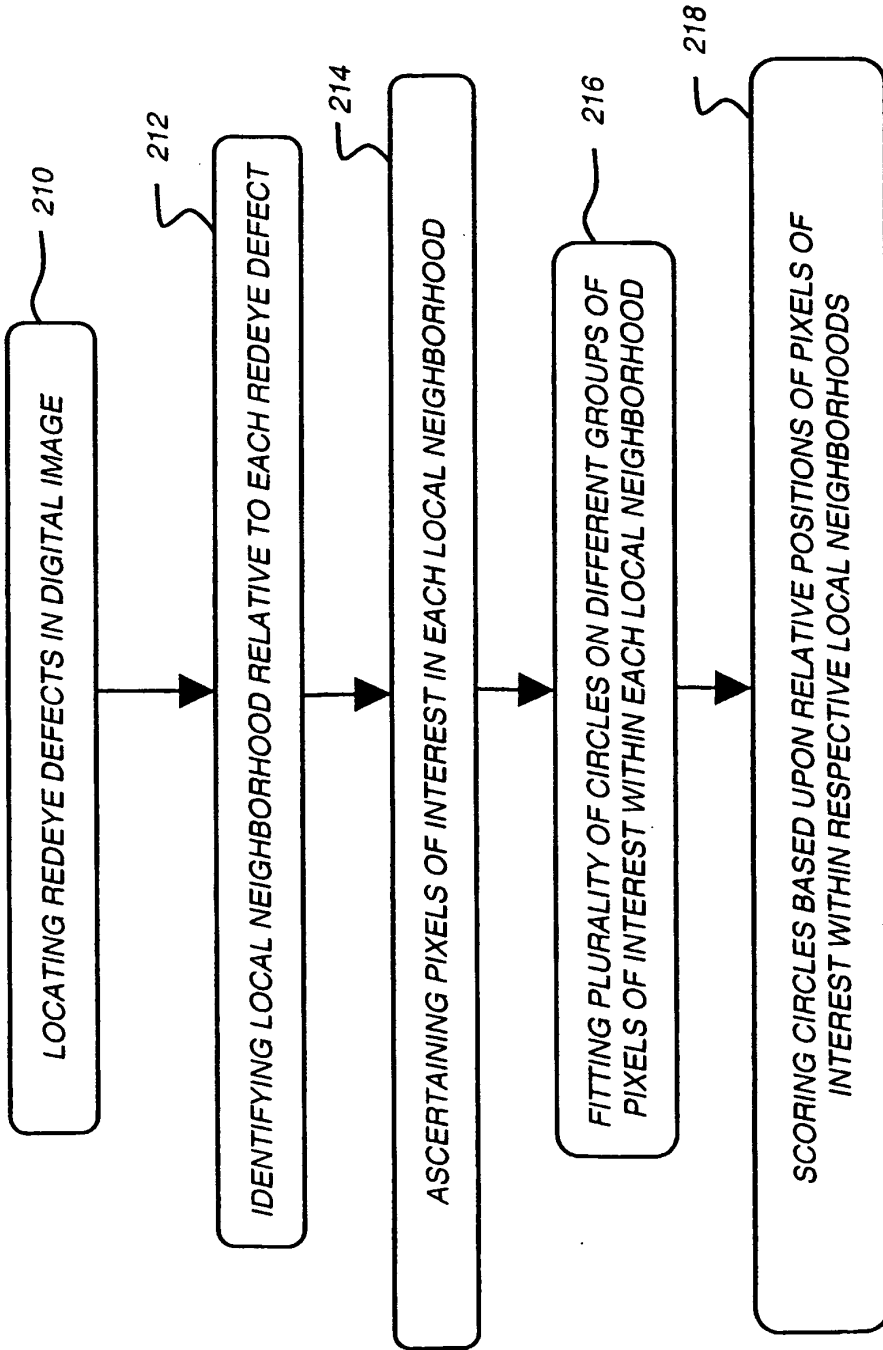 LOCATING REDEYE DEFECTS IN DIGITAL IMAGE
210
IDENTIFYING LOCAL NEIGHBORHOOD RELATIVE TO EACH REDEYE DEFECT
212
ASCERTAINING PIXELS OF INTEREST IN EACH LOCAL NEIGHBORHOOD
214
FITTING PLURALITY OF CIRCLES ON DIFFERENT GROUPS OF
PIXELS OF INTEREST WITHIN EACH LOCAL NEIGHBORHOOD
216
SCORING CIRCLES BASED UPON RELATIVE POSITIONS OF PIXELS OF
INTEREST WITHIN RESPECTIVE LOCAL NEIGHBORHOODS
218